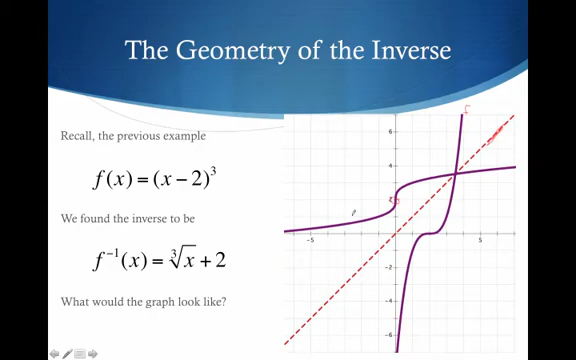 The Geometry of the Inverse
Recall, the previous example
f(x) = (x − 2)³
We found the inverse to be
f⁻¹(x) = ∛x + 2
What would the graph look like?
6
4
-5
5
-2
-4
-6